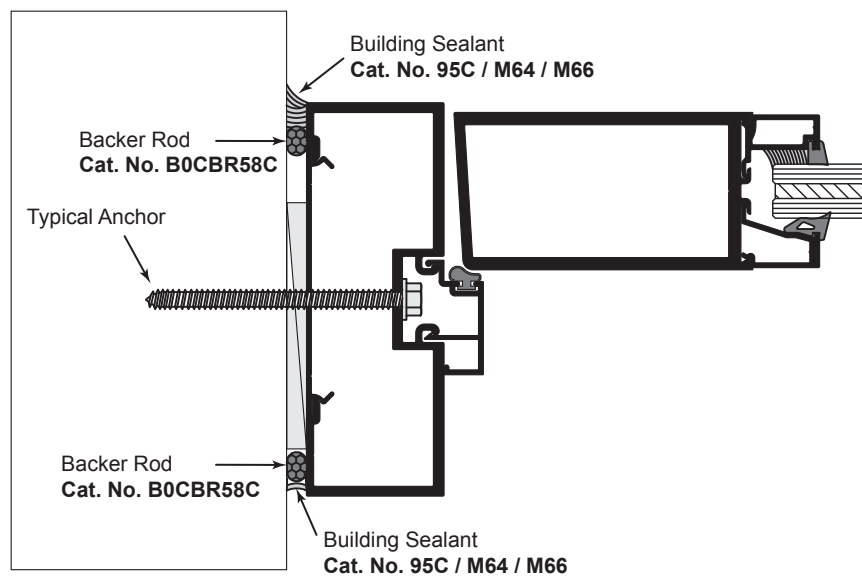 Building Sealant
Cat. No. 95C / M64 / M66
Backer Rod
Cat. No. B0CBR58C
Typical Anchor
Backer Rod
Cat. No. B0CBR58C
Building Sealant
Cat. No. 95C / M64 / M66